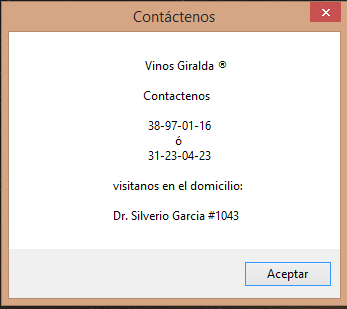 Contáctenos
Vinos Giralda ®
Contactenos
38-97-01-16
ó
31-23-04-23
visitanos en el domicilio:
Dr. Silverio Garcia #1043
Aceptar